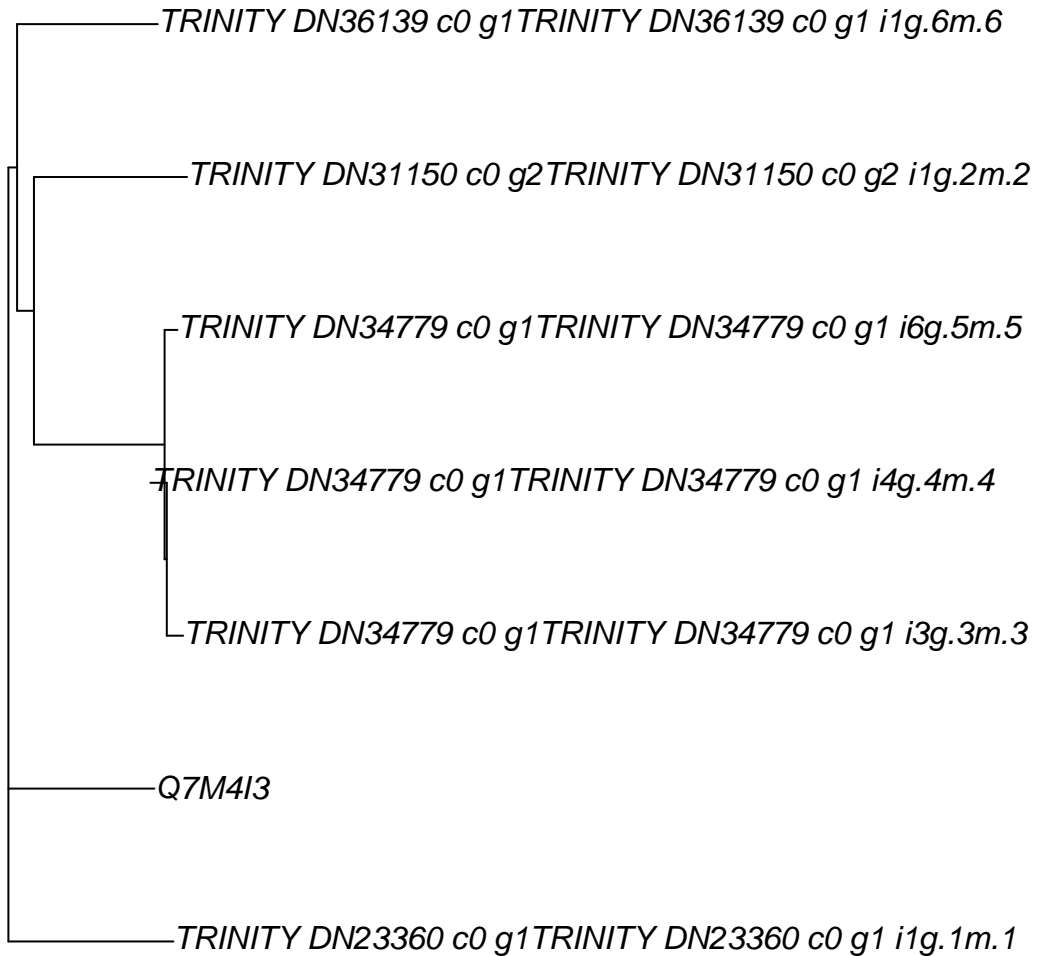 TRINITY DN36139 c0 g1TRINITY DN36139 c0 g1 i1g.6m.6
TRINITY DN31150 c0 g2TRINITY DN31150 c0 g2 i1g.2m.2
TRINITY DN34779 c0 g1TRINITY DN34779 c0 g1 i6g.5m.5
TRINITY DN34779 c0 g1TRINITY DN34779 c0 g1 i4g.4m.4
TRINITY DN34779 c0 g1TRINITY DN34779 c0 g1 i3g.3m.3
Q7M4I3
TRINITY DN23360 c0 g1TRINITY DN23360 c0 g1 i1g.1m.1